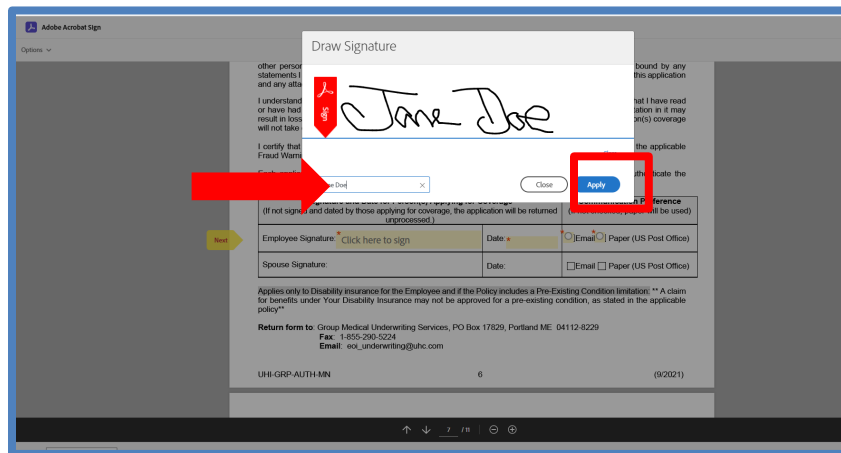 Adobe Acrobat Sign
Options
Draw Signature
other person
bound by any
statements I
this application
and any atta
I understand
hat I have read
or have had
tation in it may
result in loss
on(s) coverage
will not take
Sign
Jane Doe
I certify that
the applicable
Fraud Warni
uthenticate the
e Doe
Close
Apply
(If not signed and dated by those applying for coverage, the application will be returned
unprocessed.)
Next
Employee Signature: * Click here to sign
Date: *
Email Paper (US Post Office)
Spouse Signature:
Date:
Email Paper (US Post Office)
Applies only to Disability insurance for the Employee and if the Policy includes a Pre-Existing Condition limitation: ** A claim
for benefits under Your Disability Insurance may not be approved for a pre-existing condition, as stated in the applicable
policy**
Return form to: Group Medical Underwriting Services, PO Box 17829, Portland ME 04112-8229
Fax: 1-855-290-5224
Email: eoi_underwriting@uhc.com
UHI-GRP-AUTH-MN
6
(9/2021)
7 / 11